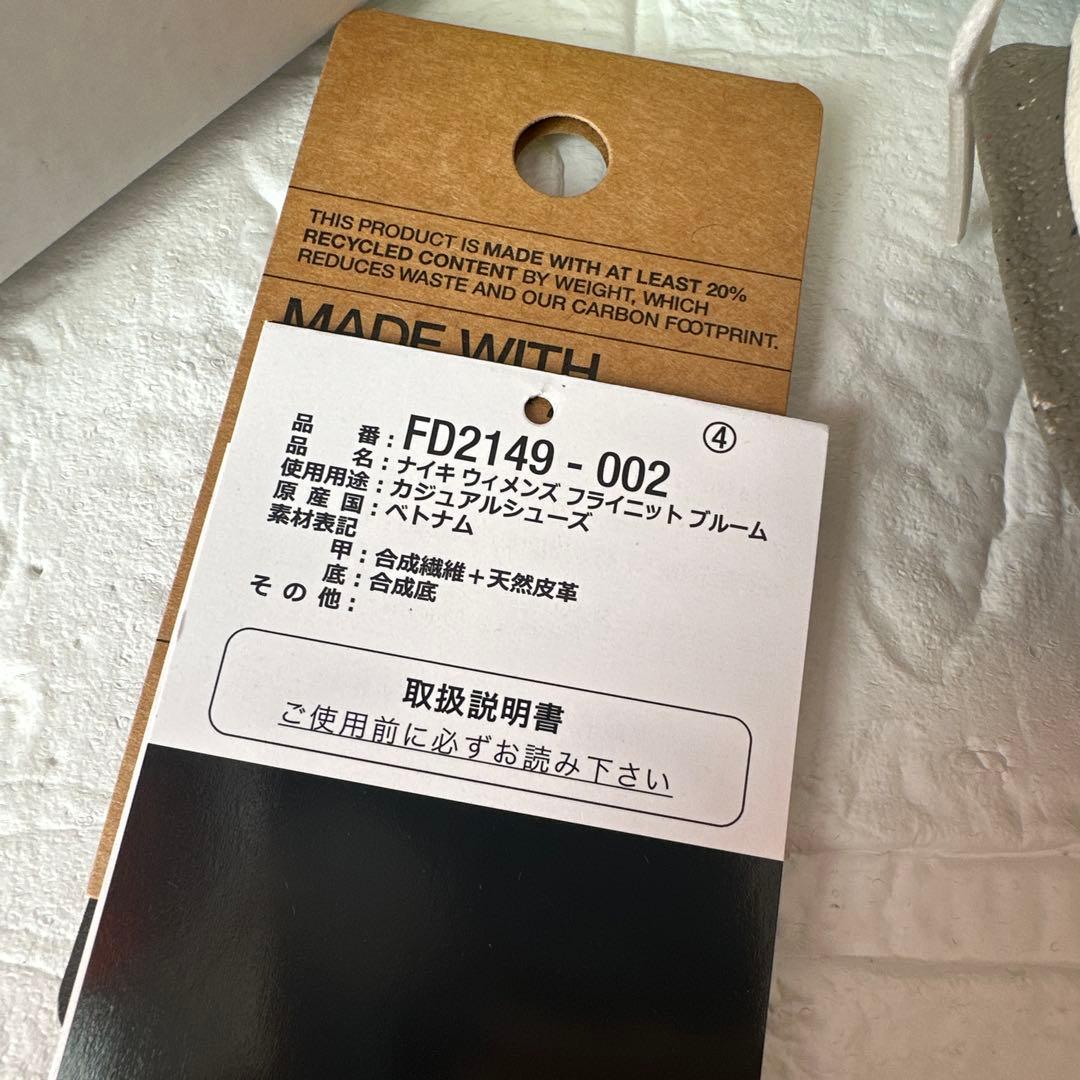 THIS PRODUCT IS MADE WITH AT LEAST 20%
RECYCLED CONTENT BY WEIGHT, WHICH
REDUCES WASTE AND OUR CARBON FOOTPRINT.
MADE WITH
④
品番:FD2149-002
品名:ナイキ ウィメンズ フライニット ブルーム
使用用途:カジュアルシューズ
原産国:ベトナム
素材表記
甲:合成繊維+天然皮革
底:合成底
その他:
取扱説明書
ご使用前に必ずお読み下さい